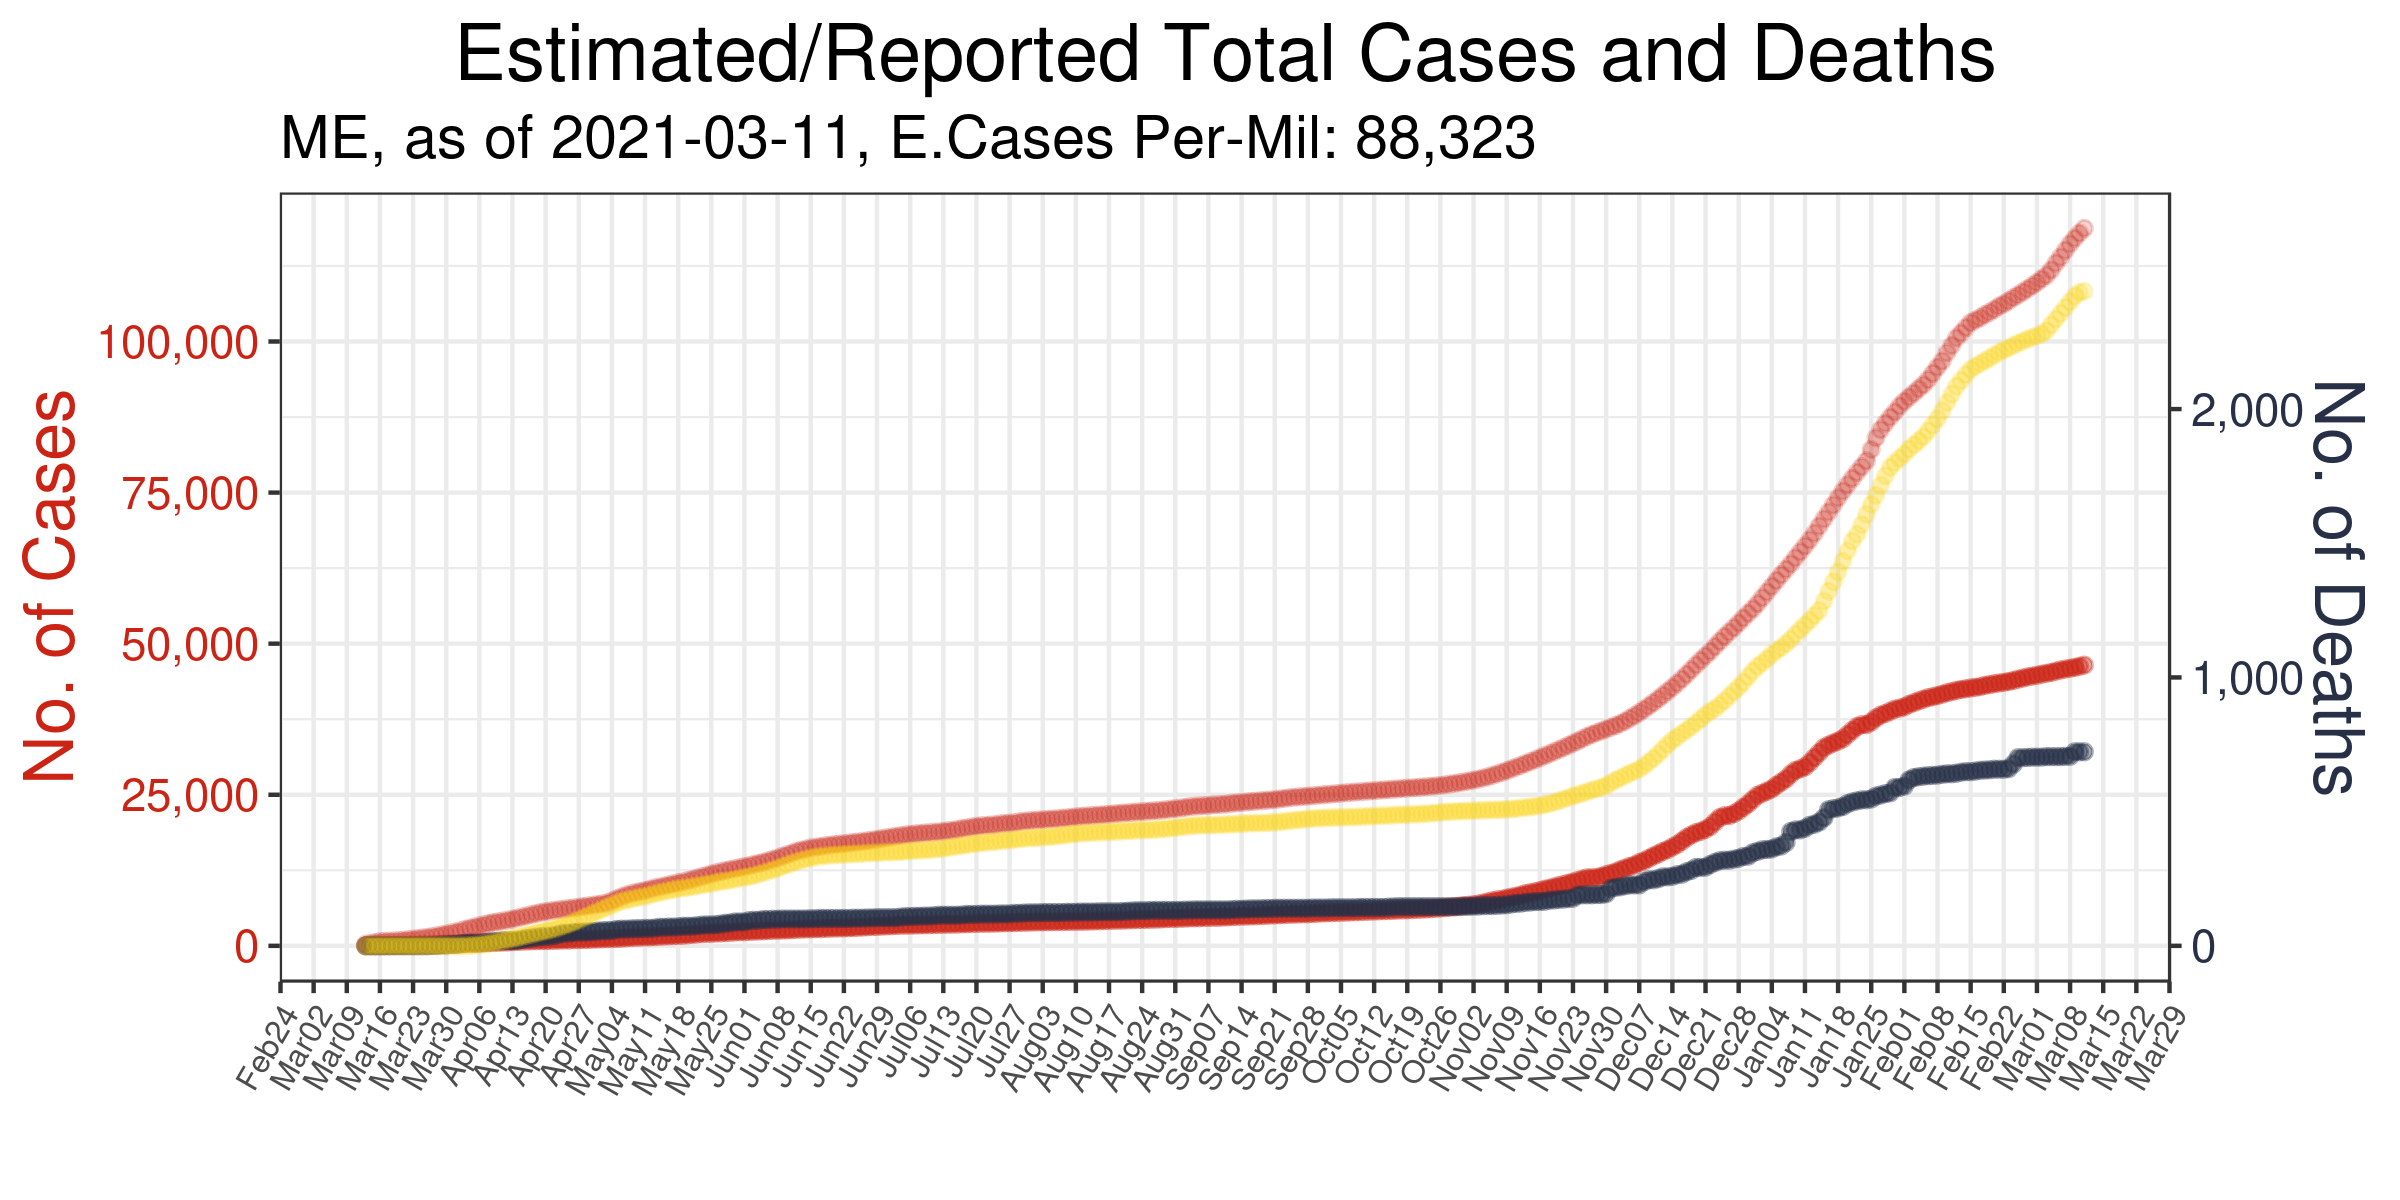 Estimated/Reported Total Cases and Deaths
ME, as of 2021-03-11, E.Cases Per-Mil: 88,323
No. of Cases
100,000
75,000
50,000
25,000
0
2,000
1,000
0
No. of Deaths
Feb24
Mar02
Mar09
Mar16
Mar23
Mar30
Apr06
Apr13
Apr20
Apr27
May04
May11
May18
May25
Jun01
Jun08
Jun15
Jun22
Jun29
Jul06
Jul13
Jul20
Jul27
Aug03
Aug10
Aug17
Aug24
Aug31
Sep07
Sep14
Sep21
Sep28
Oct05
Oct12
Oct19
Oct26
Nov02
Nov09
Nov16
Nov23
Nov30
Dec07
Dec14
Dec21
Dec28
Jan04
Jan11
Jan18
Jan25
Feb01
Feb08
Feb15
Feb22
Mar01
Mar08
Mar15
Mar22
Mar29